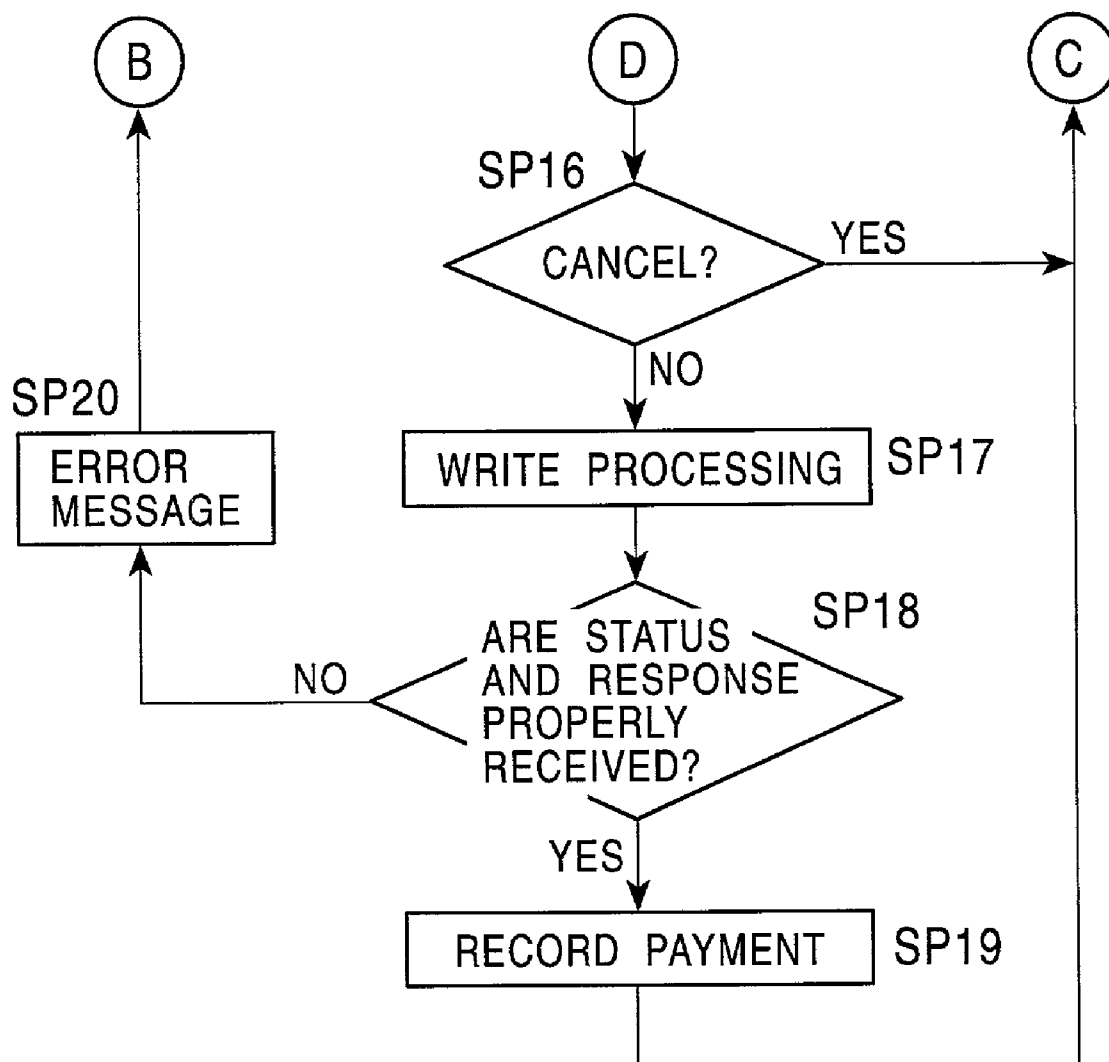 B
D
C
SP16
CANCEL?
YES
NO
SP20
ERROR
MESSAGE
WRITE PROCESSING
SP17
SP18
ARE STATUS
AND RESPONSE
PROPERLY
RECEIVED?
NO
YES
RECORD PAYMENT
SP19